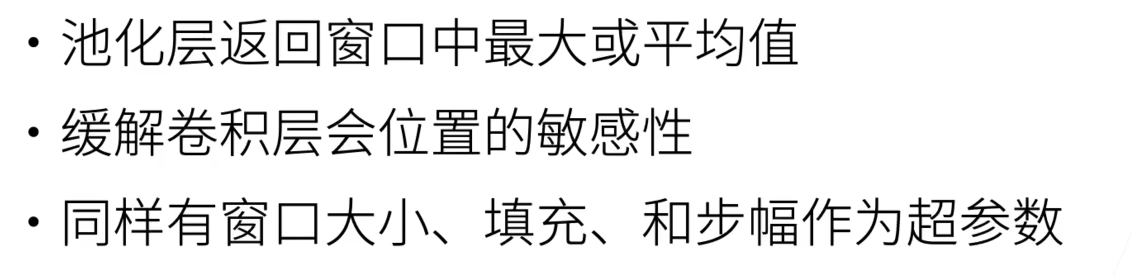 • 池化层返回窗口中最大或平均值
• 缓解卷积层会位置的敏感性
• 同样有窗口大小、填充、和步幅作为超参数